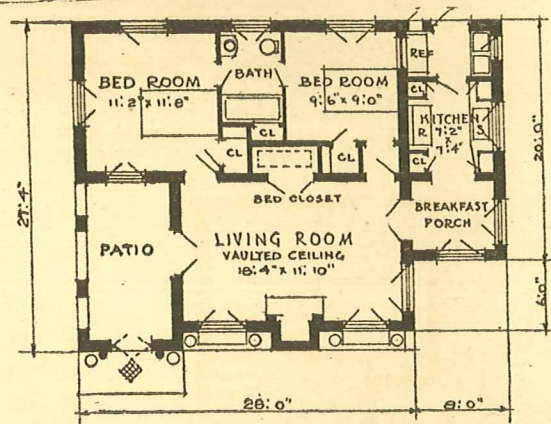 REF
BED ROOM
11'2" X 11'8"
BATH
BED ROOM
9'6" X 9'0"
CL
KITCHEN
7'2"
X
7'4"
R
S
CL
CL
CL
CL
BED CLOSET
BREAKFAST
PORCH
PATIO
LIVING ROOM
VAULTED CEILING
18'4" X 11'10"
27'4"
20'0"
6'0"
28'0"
8'0"